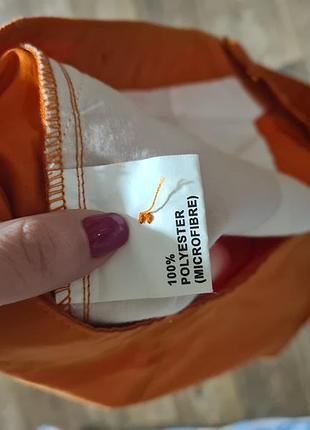 100%
POLYESTER
(MICROFIBRE)